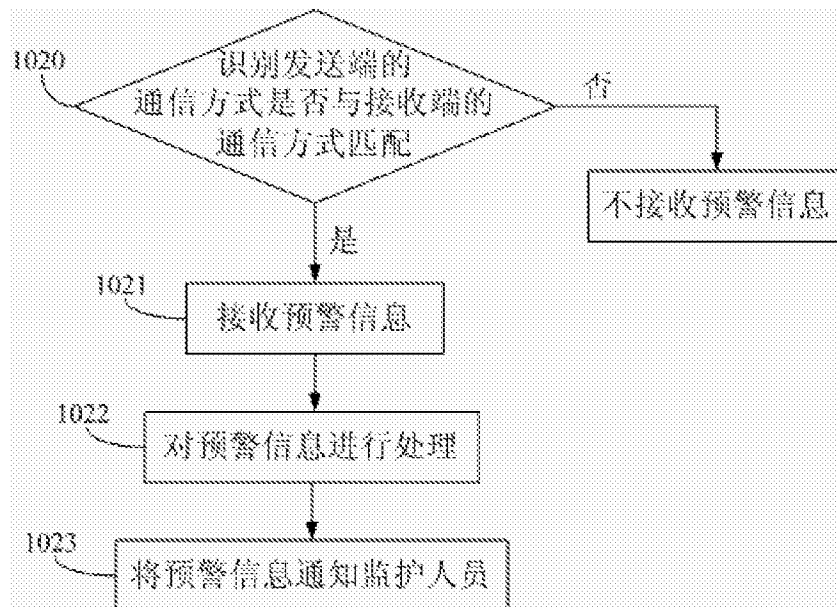 1020
识别发送端的
通信方式是否与接收端的
通信方式匹配
否
不接收预警信息
是
1021
接收预警信息
1022
对预警信息进行处理
1023
将预警信息通知监护人员